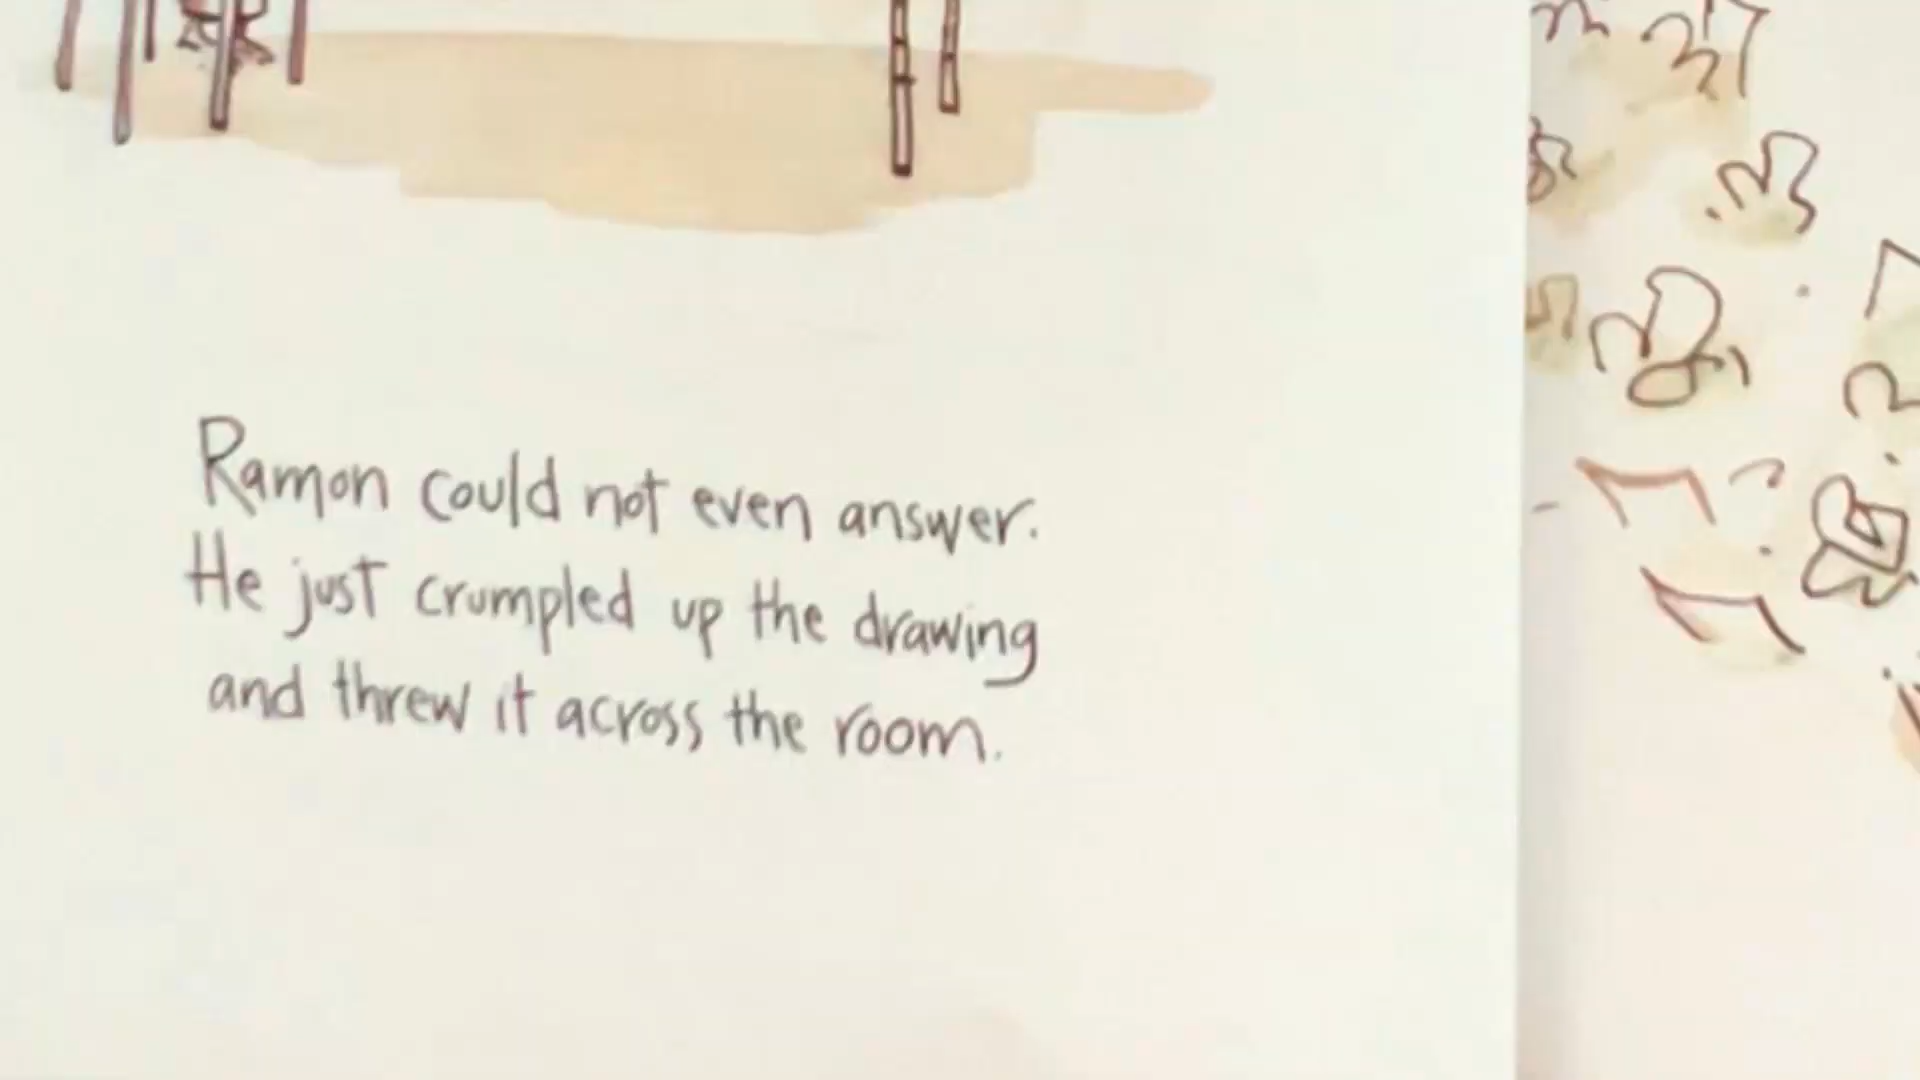 Ramon could not even answer.
He just crumpled up the drawing
and threw it across the room.